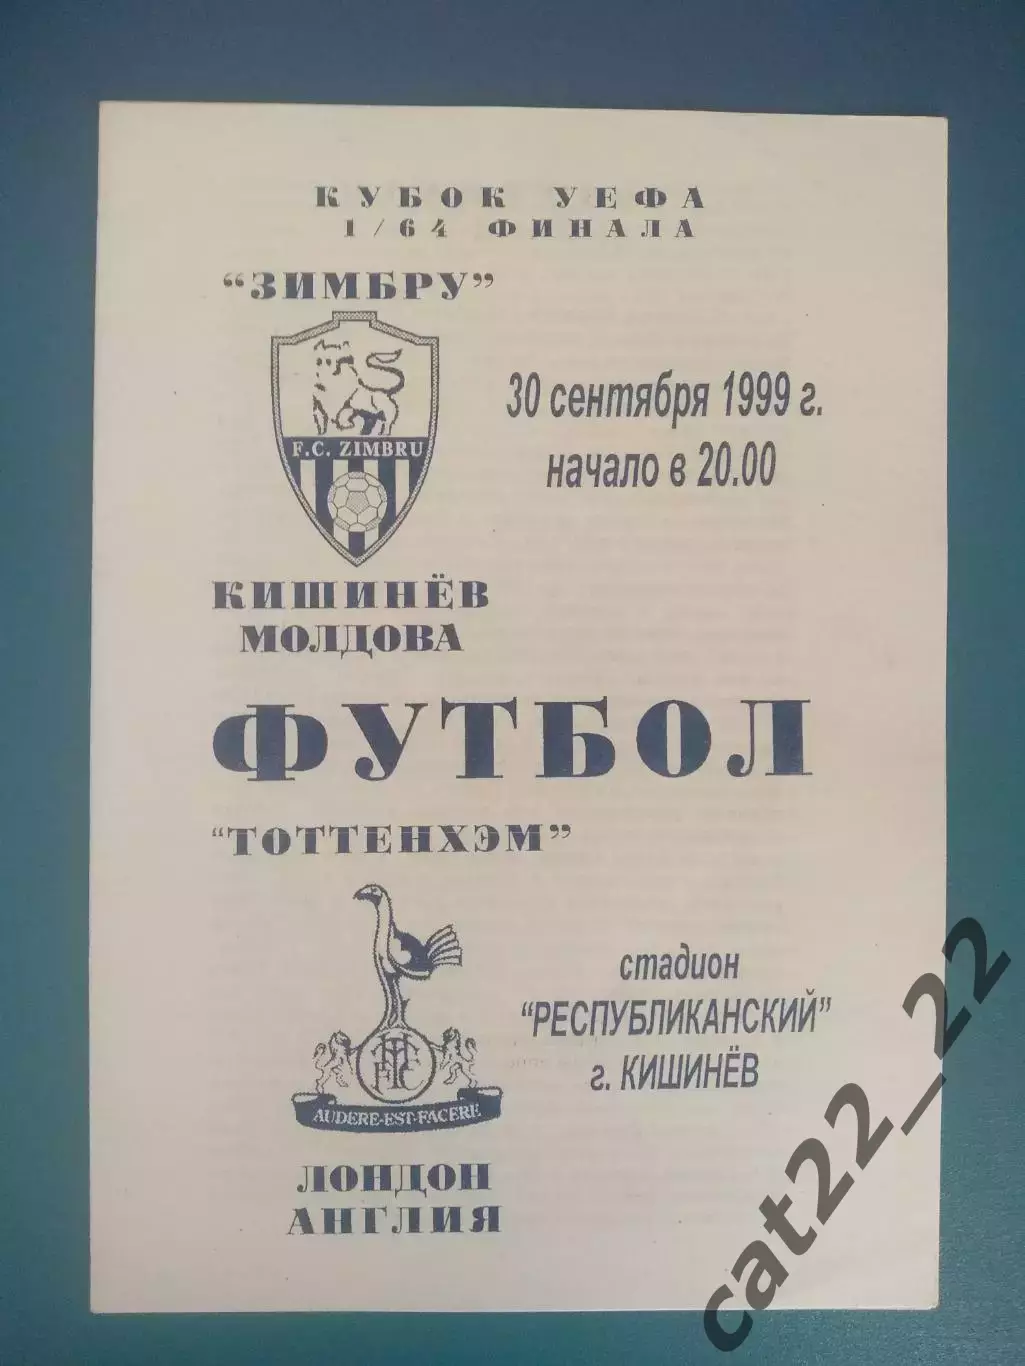 КУБОК УЕФА
1/64 ФИНАЛА
“ЗИМБРУ”
F.C. ZIMBRU
30 сентября 1999 г.
начало в 20.00
КИШИНЁВ
МОЛДОВА
ФУТБОЛ
“ТОТТЕНХЭМ”
THFC
AUDERE·EST·FACERE
стадион
“РЕСПУБЛИКАНСКИЙ”
г. КИШИНЁВ
ЛОНДОН
АНГЛИЯ
cat22_22